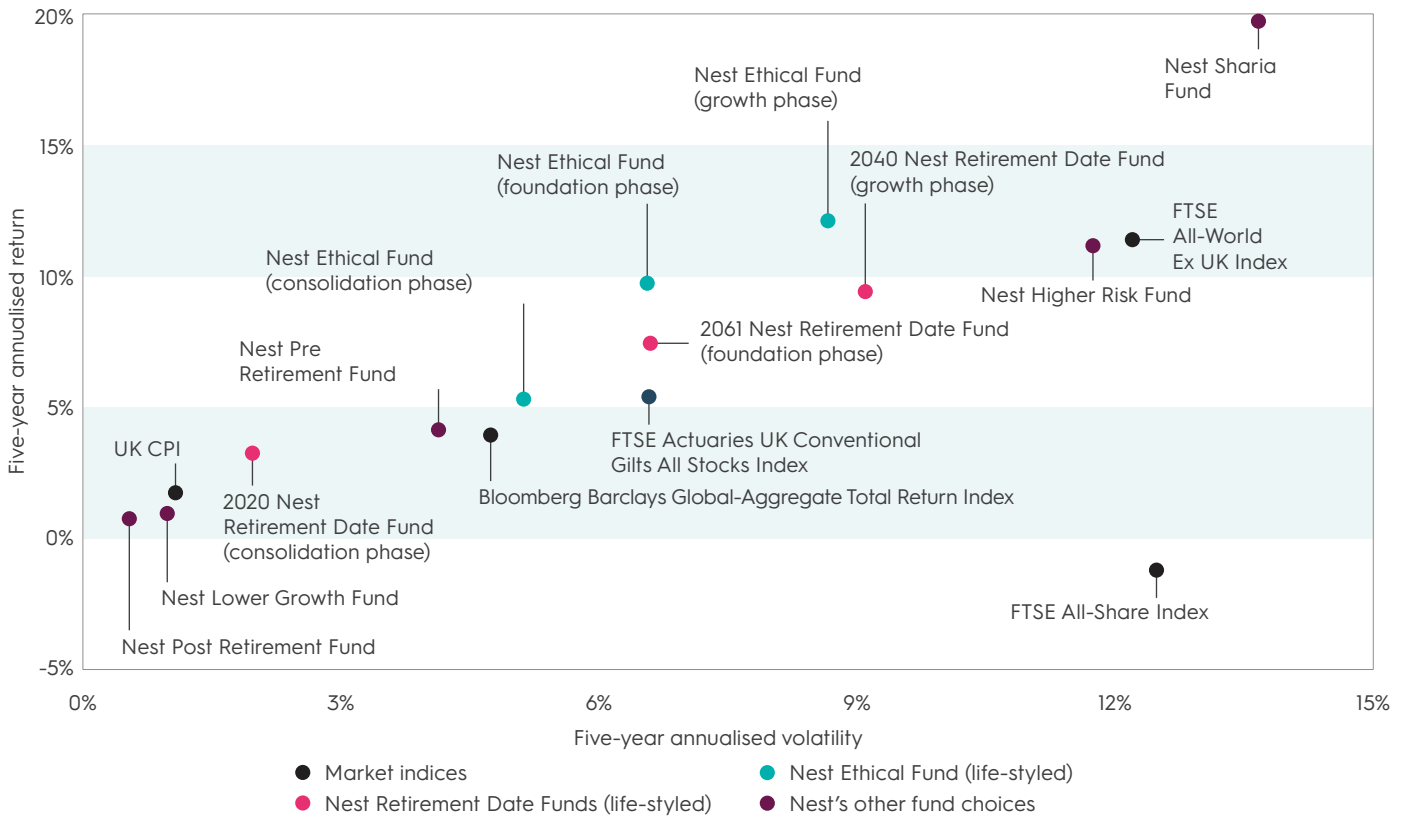 20%
15%
10%
5%
0%
-5%
Five-year annualised return
Nest Sharia
Fund
Nest Ethical Fund
(growth phase)
Nest Ethical Fund
(foundation phase)
2040 Nest Retirement Date Fund
(growth phase)
FTSE
All-World
Ex UK Index
Nest Ethical Fund
(consolidation phase)
Nest Higher Risk Fund
2061 Nest Retirement Date Fund
(foundation phase)
Nest Pre
Retirement Fund
UK CPI
FTSE Actuaries UK Conventional
Gilts All Stocks Index
Bloomberg Barclays Global-Aggregate Total Return Index
2020 Nest
Retirement Date Fund
(consolidation phase)
Nest Lower Growth Fund
FTSE All-Share Index
Nest Post Retirement Fund
0%
3%
6%
9%
12%
15%
Five-year annualised volatility
Market indices
Nest Ethical Fund (life-styled)
Nest Retirement Date Funds (life-styled)
Nest's other fund choices